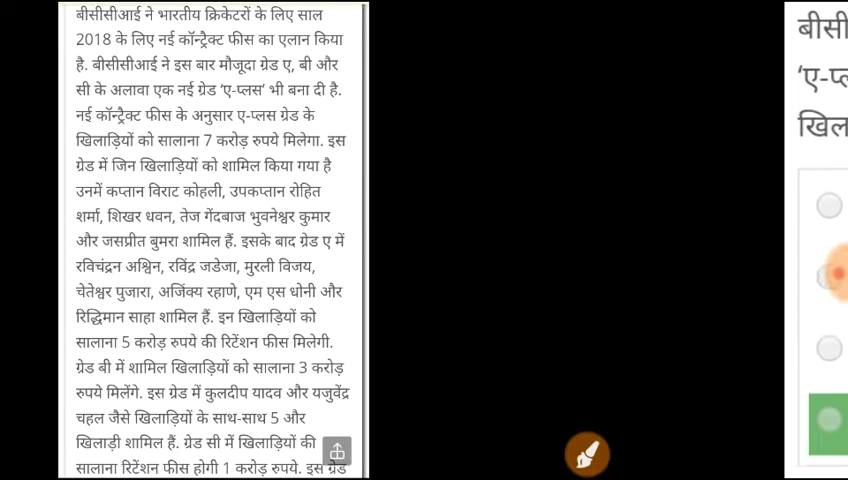 बीसीसीआई ने भारतीय क्रिकेटरों के लिए साल
2018 के लिए नई कॉन्ट्रैक्ट फीस का एलान किया
है. बीसीसीआई ने इस बार मौजूदा ग्रेड ए, बी और
सी के अलावा एक नई ग्रेड 'ए-प्लस' भी बना दी है.
नई कॉन्ट्रैक्ट फीस के अनुसार ए-प्लस ग्रेड के
खिलाड़ियों को सालाना 7 करोड़ रुपये मिलेगा. इस
ग्रेड में जिन खिलाड़ियों को शामिल किया गया है
उनमें कप्तान विराट कोहली, उपकप्तान रोहित
शर्मा, शिखर धवन, तेज गेंदबाज भुवनेश्वर कुमार
और जसप्रीत बुमरा शामिल हैं. इसके बाद ग्रेड ए में
रविचंद्रन अश्विन, रविंद्र जडेजा, मुरली विजय,
चेतेश्वर पुजारा, अजिंक्य रहाणे, एम एस धोनी और
रिद्धिमान साहा शामिल हैं. इन खिलाड़ियों को
सालाना 5 करोड़ रुपये की रिटेंशन फीस मिलेगी.
ग्रेड बी में शामिल खिलाड़ियों को सालाना 3 करोड़
रुपये मिलेंगे. इस ग्रेड में कुलदीप यादव और यजुवेंद्र
चहल जैसे खिलाड़ियों के साथ-साथ 5 और
खिलाड़ी शामिल हैं. ग्रेड सी में खिलाड़ियों की
सालाना रिटेंशन फीस होगी 1 करोड़ रुपये. इस ग्रेड